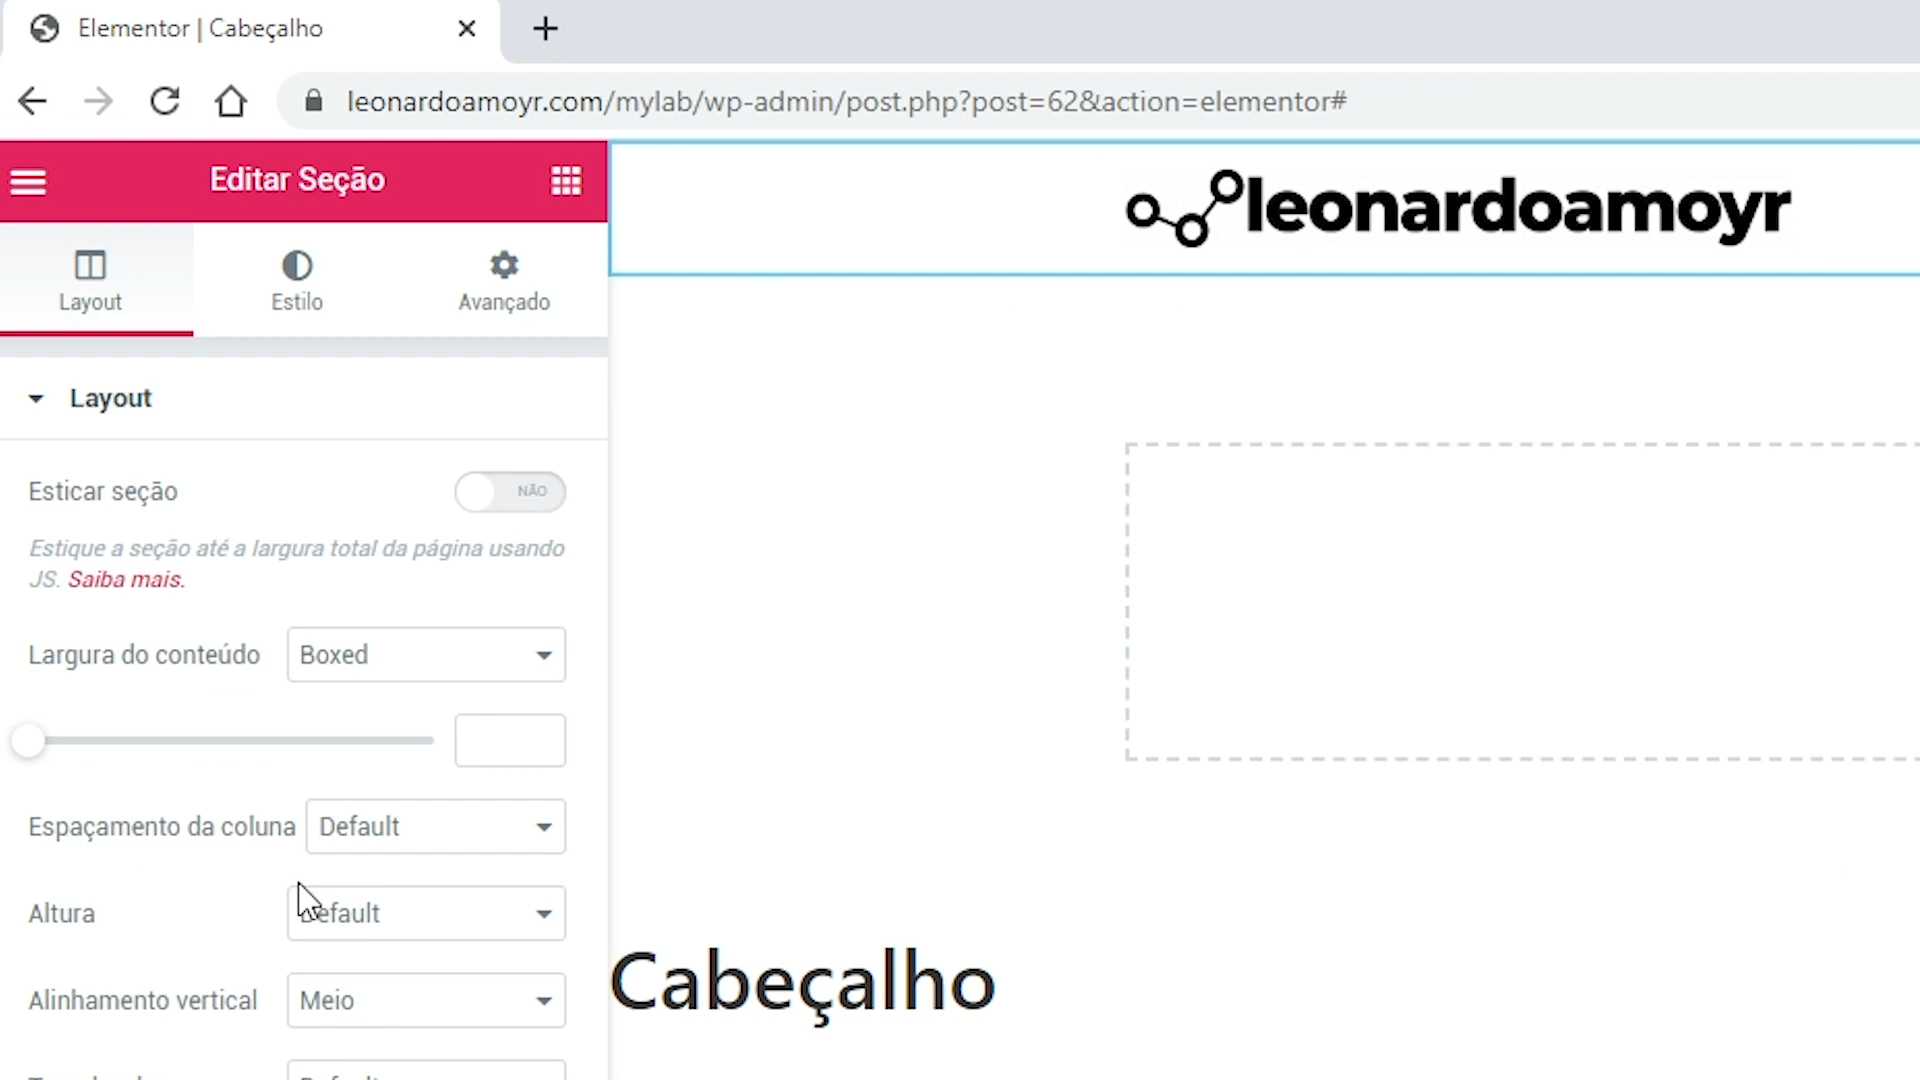 Elementor | Cabeçalho
leonardoamoyr.com/mylab/wp-admin/post.php?post=62&action=elementor#
Editar Seção
leonardoamoyr
Layout
Estilo
Avançado
Layout
Esticar seção
NÃO
Estique a seção até a largura total da página usando
JS. Saiba mais.
Largura do conteúdo
Boxed
Espaçamento da coluna
Default
Altura
Default
Alinhamento vertical
Meio
Cabeçalho